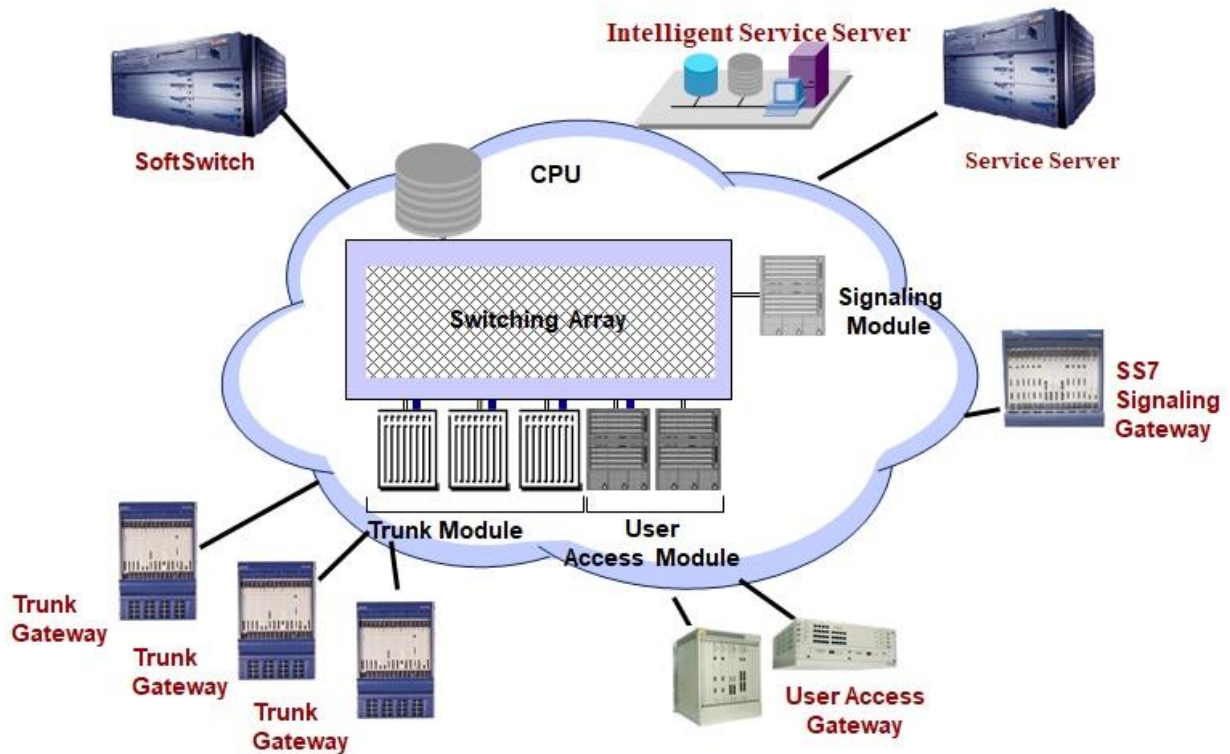 Intelligent Service Server
SoftSwitch
CPU
Service Server
Switching Array
Signaling
Module
SS7
Signaling
Gateway
Trunk Module
User
Access Module
Trunk
Gateway
Trunk
Gateway
Trunk
Gateway
User Access
Gateway